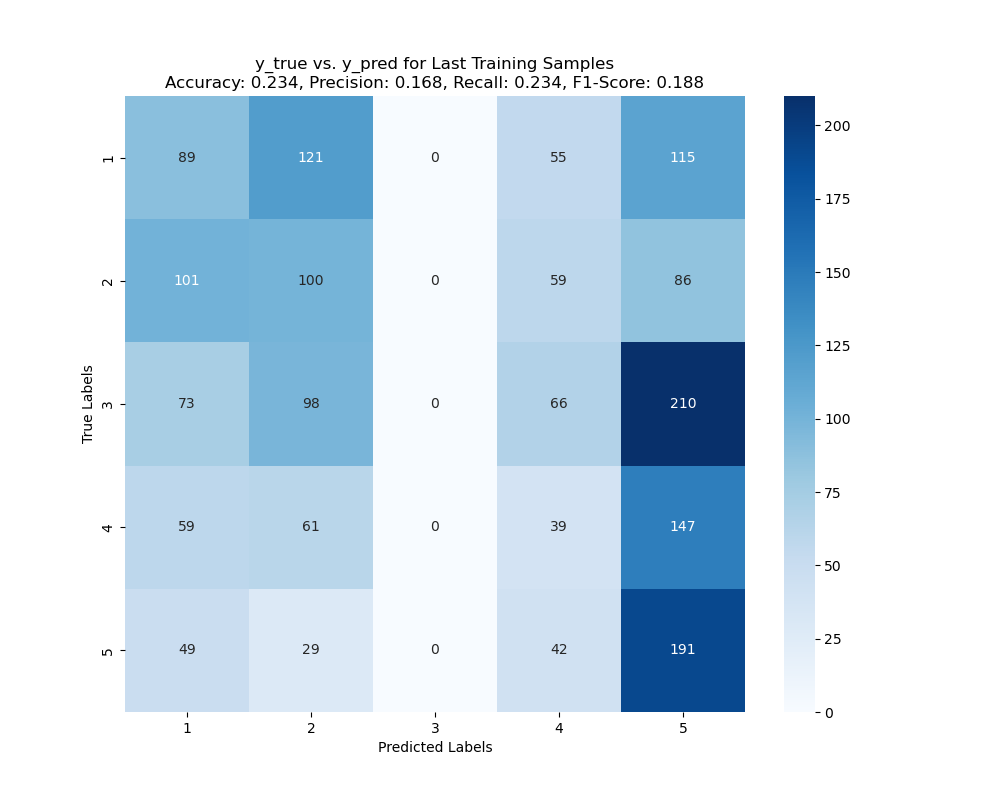 y_true vs. y_pred for Last Training Samples
Accuracy: 0.234, Precision: 0.168, Recall: 0.234, F1-Score: 0.188
1 89 121 0 55 115
2 101 100 0 59 86
3 73 98 0 66 210
4 59 61 0 39 147
5 49 29 0 42 191
1 2 3 4 5
Predicted Labels
True Labels
200
175
150
125
100
75
50
25
0